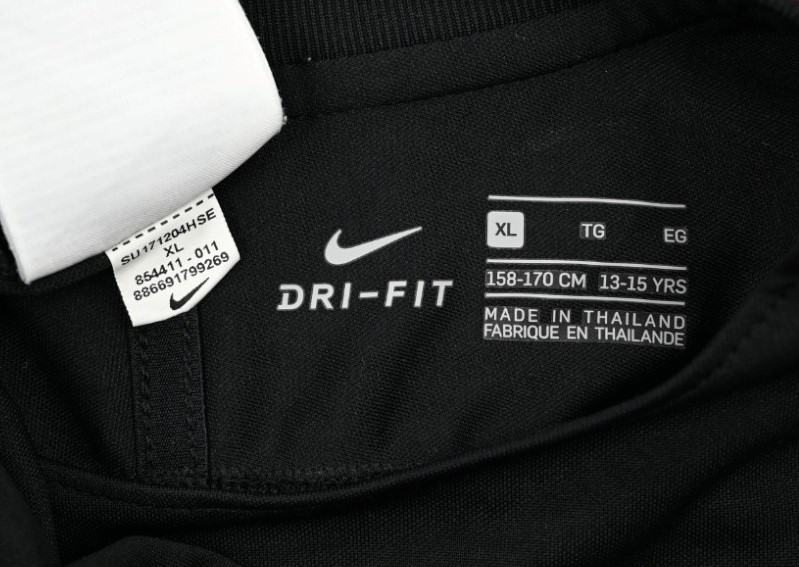 SU171204HSE
XL
854411 - 011
886691799269
DRI-FIT
XL TG EG
158-170 CM 13-15 YRS
MADE IN THAILAND
FABRIQUE EN THAILANDE